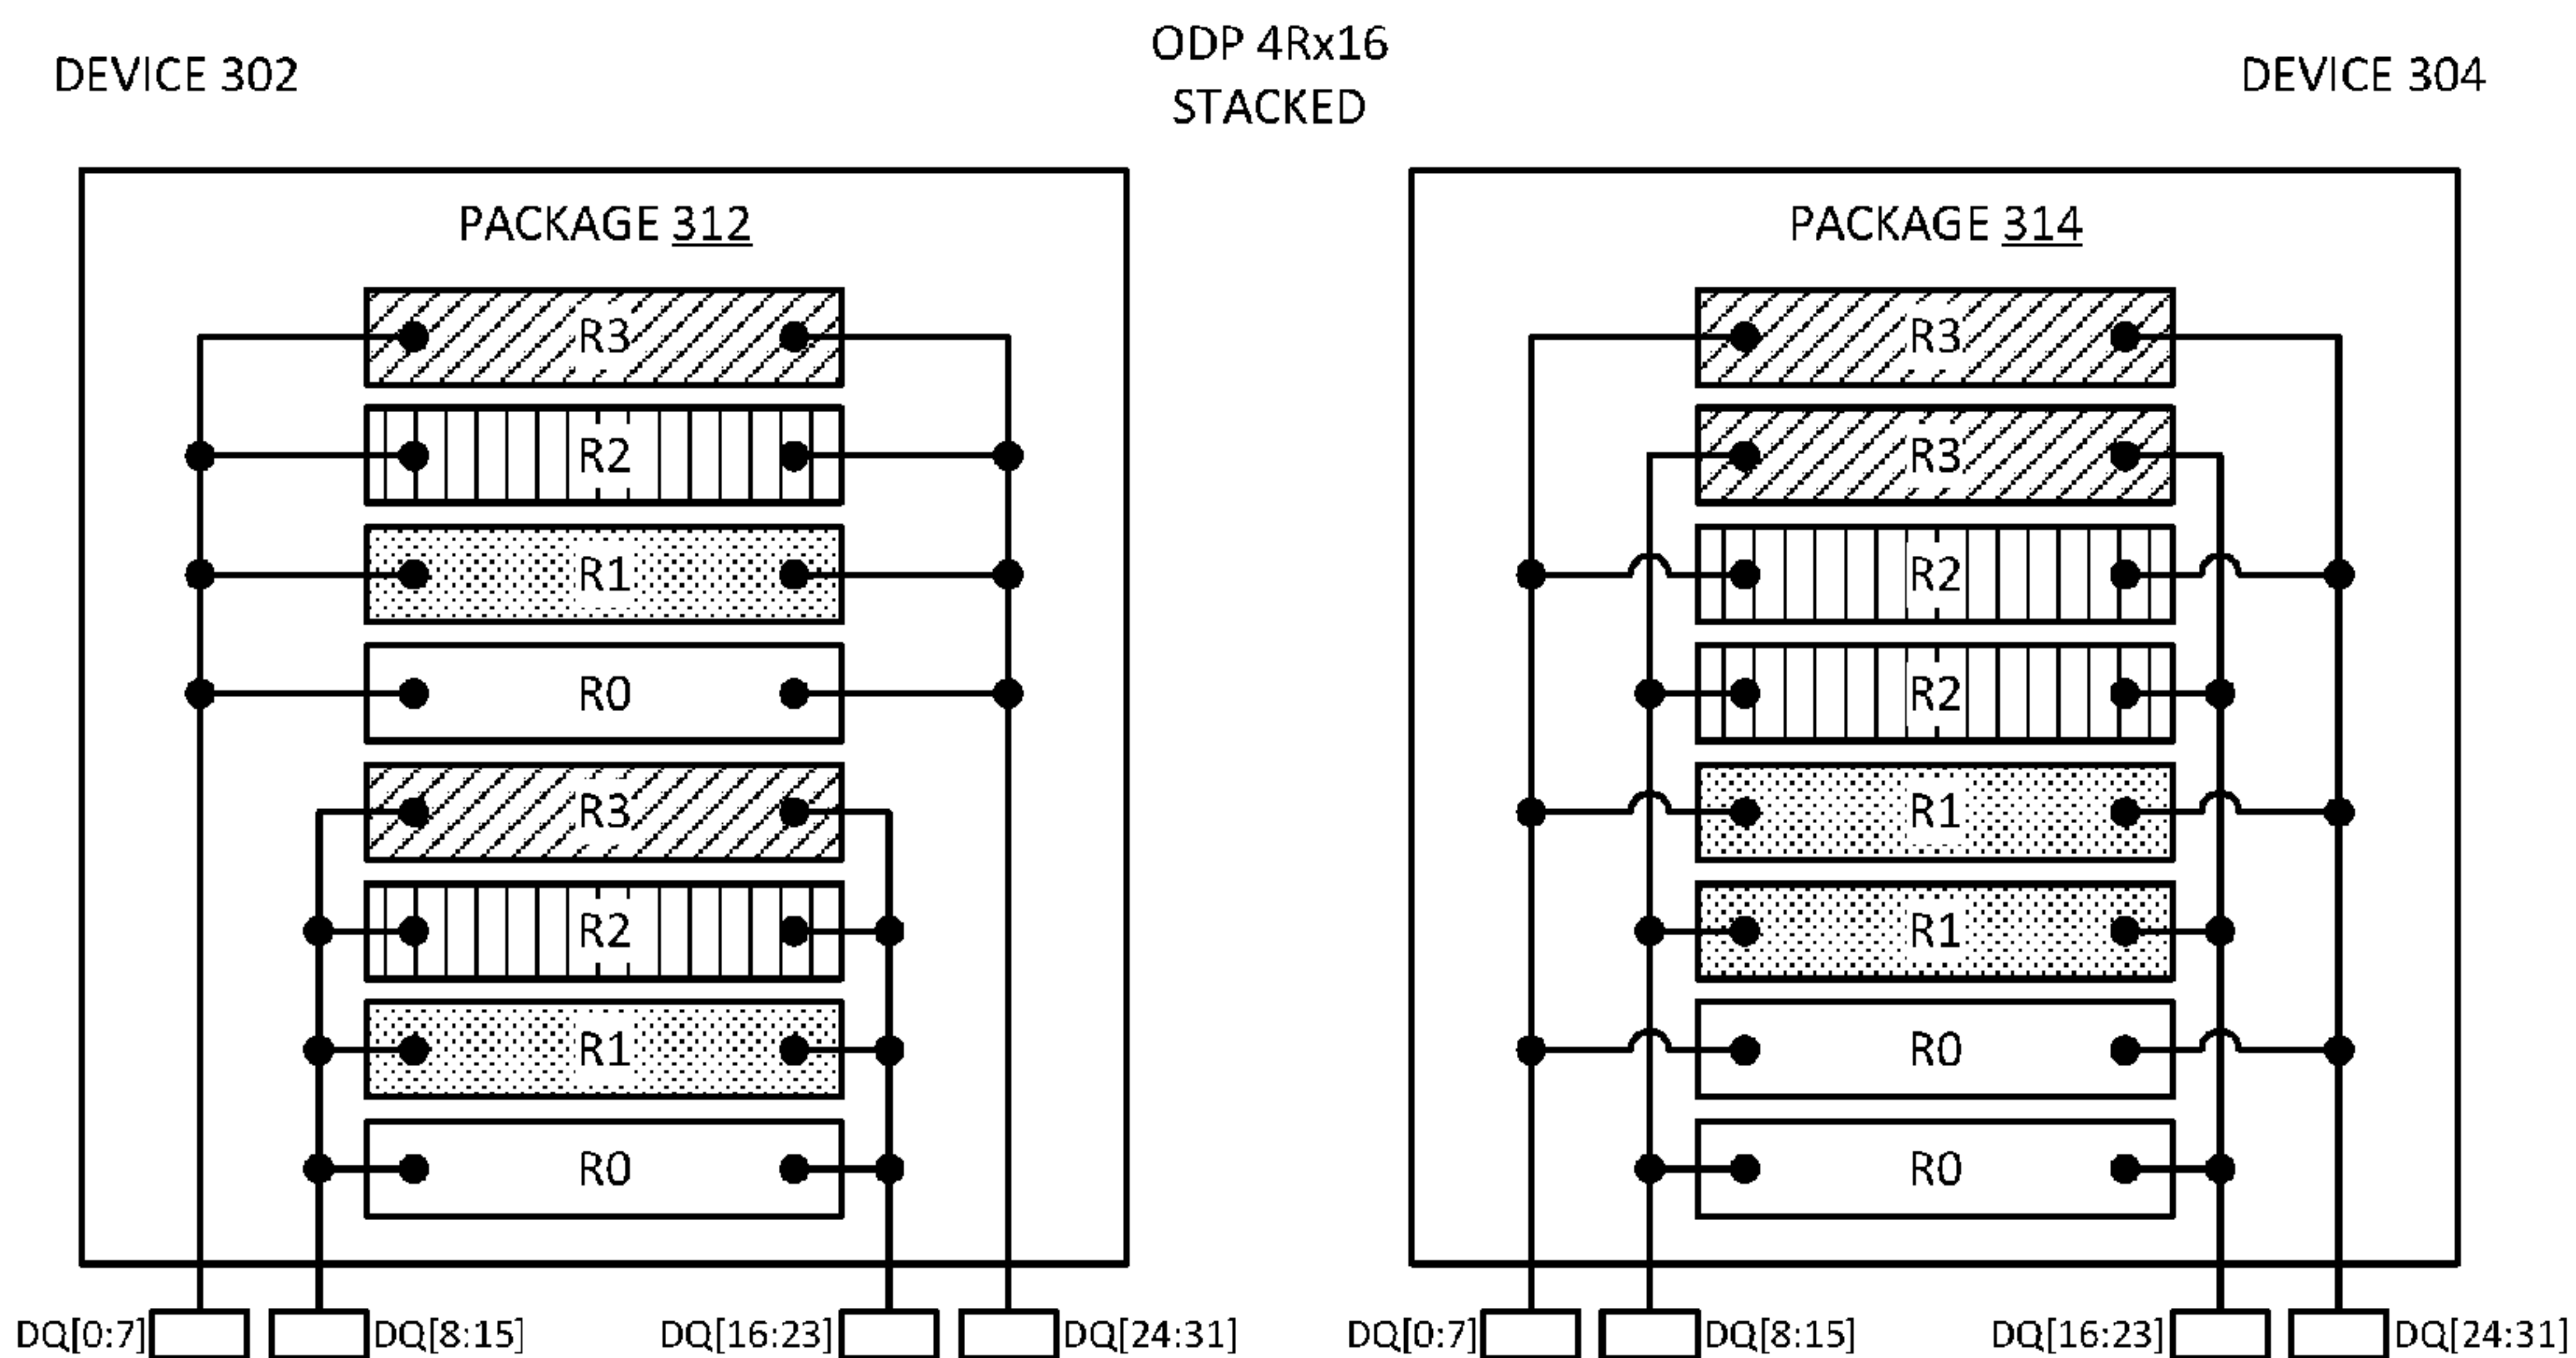 ODP 4Rx16
STACKED
DEVICE 302
DEVICE 304
PACKAGE 312
R3
R2
R1
R0
R3
R2
R1
R0
DQ[0:7]
DQ[8:15]
DQ[16:23]
DQ[24:31]
PACKAGE 314
R3
R3
R2
R2
R1
R1
R0
R0
DQ[0:7]
DQ[8:15]
DQ[16:23]
DQ[24:31]